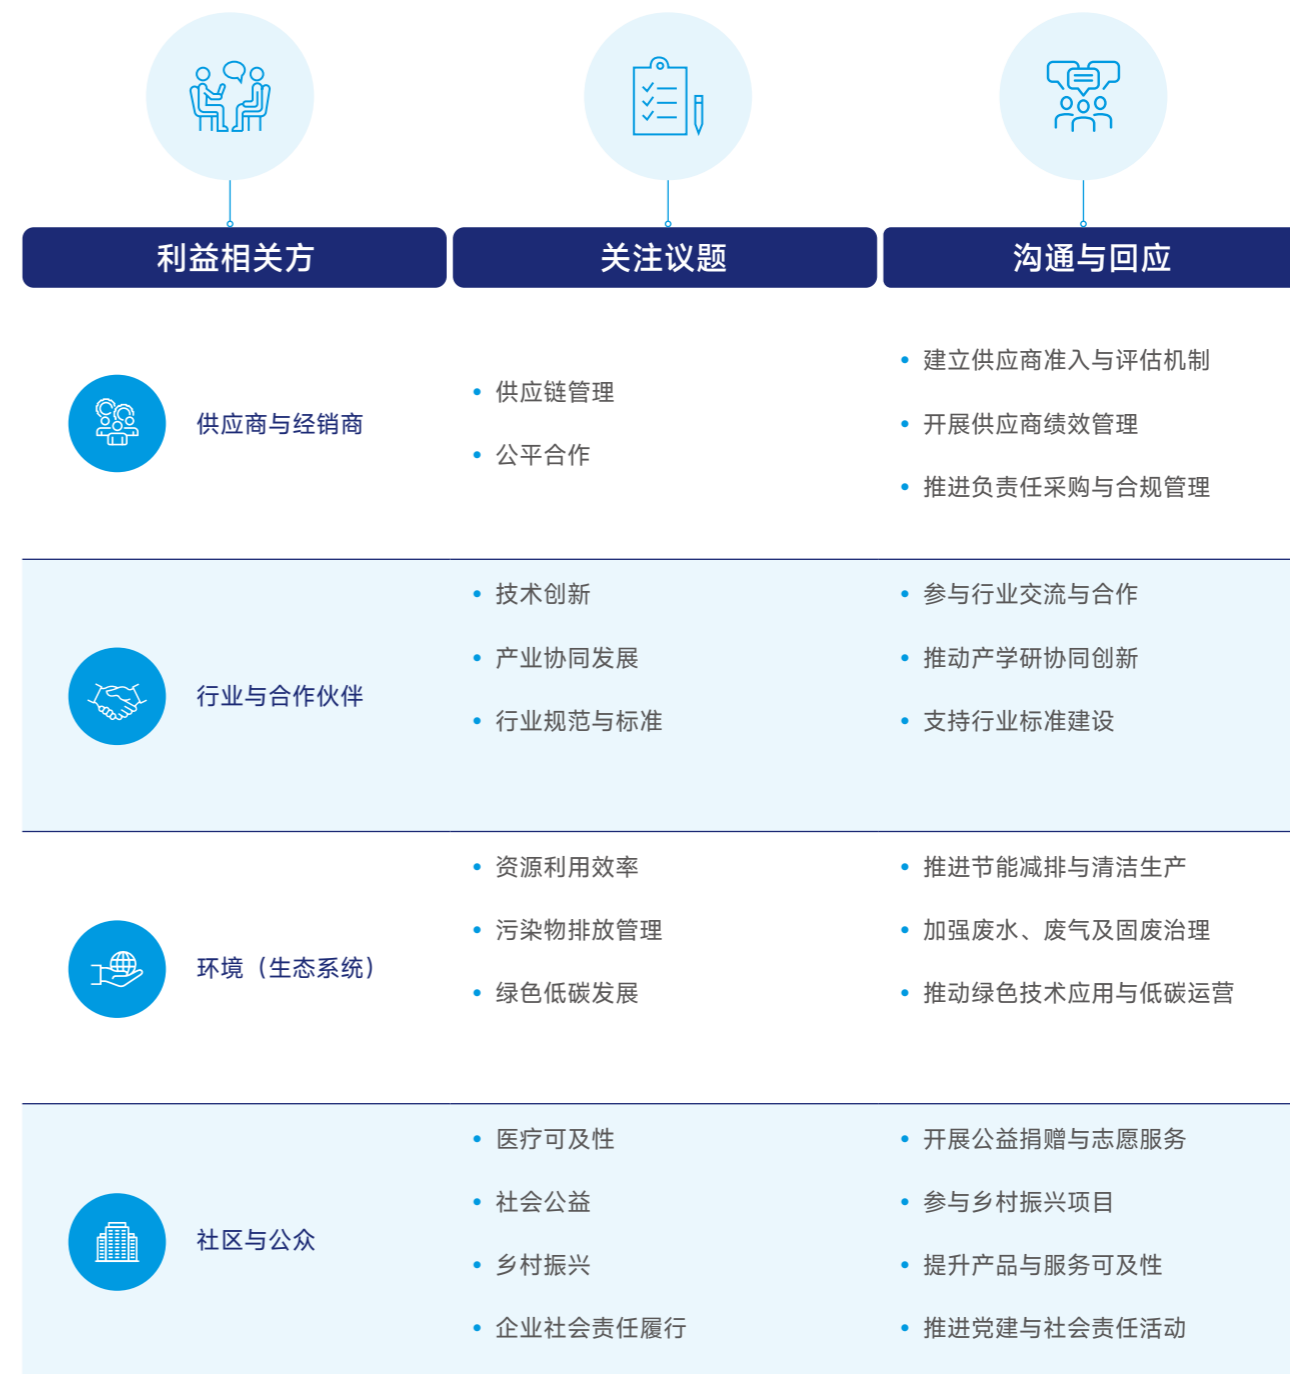 利益相关方
关注议题
沟通与回应
供应商与经销商
• 供应链管理
• 公平合作
• 建立供应商准入与评估机制
• 开展供应商绩效管理
• 推进负责任采购与合规管理
行业与合作伙伴
• 技术创新
• 产业协同发展
• 行业规范与标准
• 参与行业交流与合作
• 推动产学研协同创新
• 支持行业标准建设
环境（生态系统）
• 资源利用效率
• 污染物排放管理
• 绿色低碳发展
• 推进节能减排与清洁生产
• 加强废水、废气及固废治理
• 推动绿色技术应用与低碳运营
社区与公众
• 医疗可及性
• 社会公益
• 乡村振兴
• 企业社会责任履行
• 开展公益捐赠与志愿服务
• 参与乡村振兴项目
• 提升产品与服务可及性
• 推进党建与社会责任活动